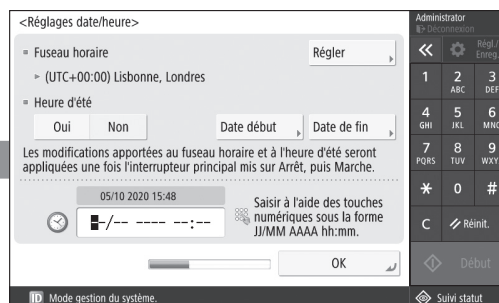 <Réglages date/heure>
Fuseau horaire
Régler
(UTC+00:00) Lisbonne, Londres
Heure d'été
Oui
Non
Date début
Date de fin
Les modifications apportées au fuseau horaire et à l'heure d'été seront
appliquées une fois l'interrupteur principal mis sur Arrêt, puis Marche.
05/10 2020 15:48
-/-- ---- --:--
Saisir à l'aide des touches
numériques sous la forme
JJ/MM AAAA hh:mm.
OK
ID Mode gestion du système.
Administrator
Déconnexion
Régl./
Enreg.
1
2
ABC
3
DEF
4
GHI
5
JKL
6
MNO
7
PQRS
8
TUV
9
WXY
0
#
C
Réinit.
Début
Suivi statut